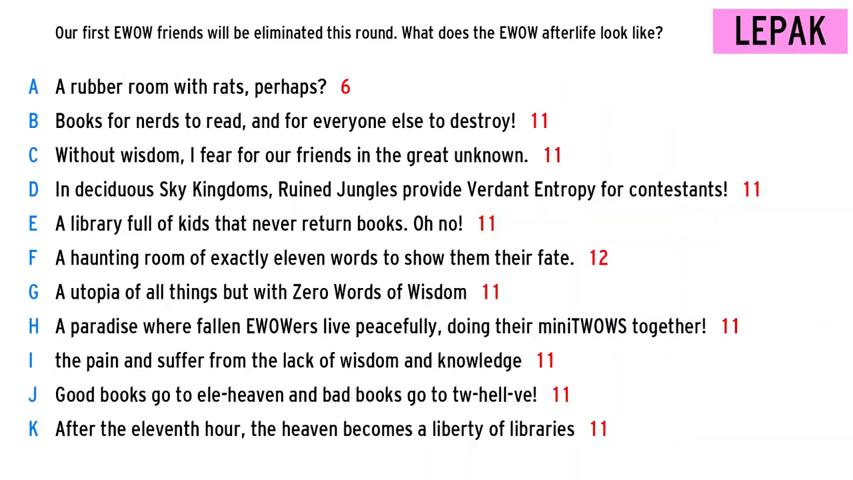 Our first EWOW friends will be eliminated this round. What does the EWOW afterlife look like?
LEPAK
A A rubber room with rats, perhaps? 6
B Books for nerds to read, and for everyone else to destroy! 11
C Without wisdom, I fear for our friends in the great unknown. 11
D In deciduous Sky Kingdoms, Ruined Jungles provide Verdant Entropy for contestants! 11
E A library full of kids that never return books. Oh no! 11
F A haunting room of exactly eleven words to show them their fate. 12
G A utopia of all things but with Zero Words of Wisdom 11
H A paradise where fallen EWOWers live peacefully, doing their miniTWOWS together! 11
I the pain and suffer from the lack of wisdom and knowledge 11
J Good books go to ele-heaven and bad books go to tw-hell-ve! 11
K After the eleventh hour, the heaven becomes a liberty of libraries 11